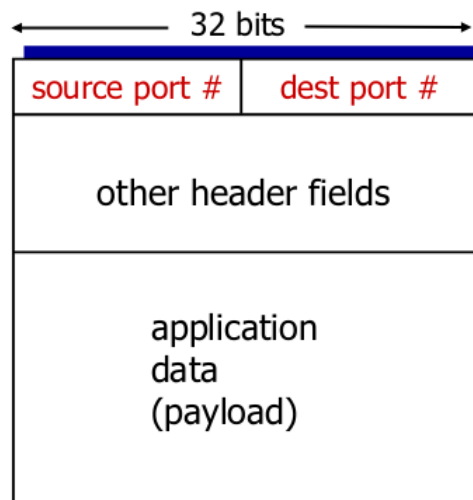 32 bits
source port # dest port #
other header fields
application
data
(payload)